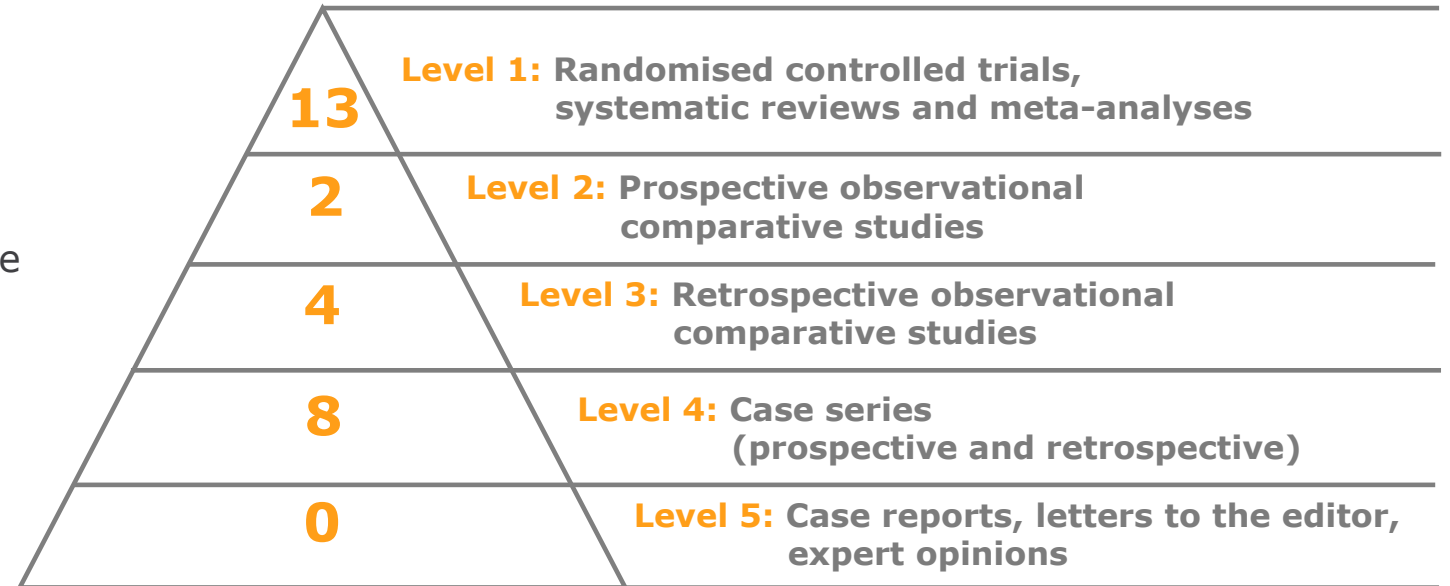 Level 1: Randomised controlled trials,
13
systematic reviews and meta-analyses
2
Level 2: Prospective observational
comparative studies
e
4
Level 3: Retrospective observational
comparative studies
8
Level 4: Case series
(prospective and retrospective)
0
Level 5: Case reports, letters to the editor,
expert opinions